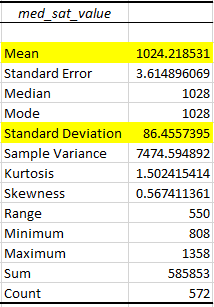 med_sat_value
Mean 1024.218531
Standard Error 3.614896069
Median 1028
Mode 1028
Standard Deviation 86.4557395
Sample Variance 7474.594892
Kurtosis 1.502415414
Skewness 0.567411361
Range 550
Minimum 808
Maximum 1358
Sum 585853
Count 572